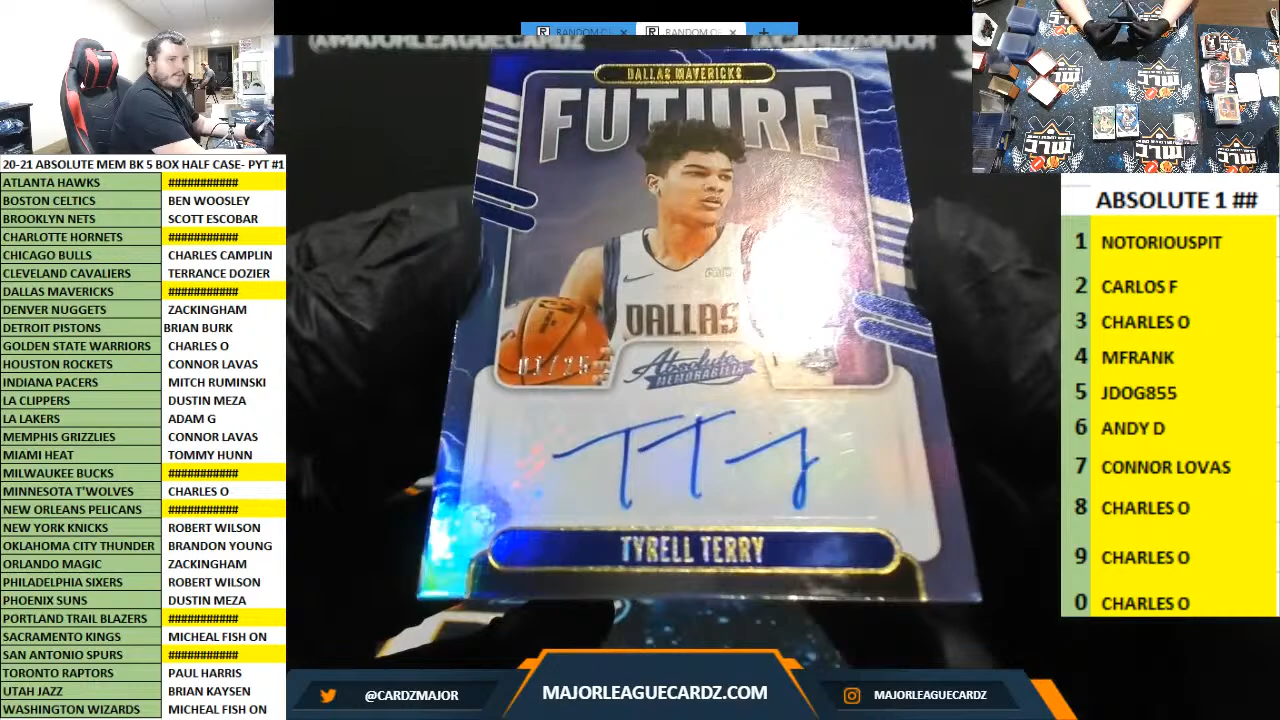 RANDOM
RANDOM
@MAJORLEAGUECARDZ
CARDZMAJOR
20-21 ABSOLUTE MEM BK 5 BOX HALF CASE- PYT #1
ATLANTA HAWKS ###########
BOSTON CELTICS BEN WOOSLEY
BROOKLYN NETS SCOTT ESCOBAR
CHARLOTTE HORNETS ###########
CHICAGO BULLS CHARLES CAMPLIN
CLEVELAND CAVALIERS TERRANCE DOZIER
DALLAS MAVERICKS ###########
DENVER NUGGETS ZACKINGHAM
DETROIT PISTONS BRIAN BURK
GOLDEN STATE WARRIORS CHARLES O
HOUSTON ROCKETS CONNOR LAVAS
INDIANA PACERS MITCH RUMINSKI
LA CLIPPERS DUSTIN MEZA
LA LAKERS ADAM G
MEMPHIS GRIZZLIES CONNOR LAVAS
MIAMI HEAT TOMMY HUNN
MILWAUKEE BUCKS ###########
MINNESOTA T'WOLVES CHARLES O
NEW ORLEANS PELICANS ###########
NEW YORK KNICKS ROBERT WILSON
OKLAHOMA CITY THUNDER BRANDON YOUNG
ORLANDO MAGIC ZACKINGHAM
PHILADELPHIA SIXERS ROBERT WILSON
PHOENIX SUNS DUSTIN MEZA
PORTLAND TRAIL BLAZERS ###########
SACRAMENTO KINGS MICHEAL FISH ON
SAN ANTONIO SPURS ###########
TORONTO RAPTORS PAUL HARRIS
UTAH JAZZ BRIAN KAYSEN
WASHINGTON WIZARDS MICHEAL FISH ON
DALLAS MAVERICKS
FUTURE
DALLAS
Absolute
MEMORABILIA
TYRELL TERRY
ABSOLUTE 1 ##
1 NOTORIOUSPIT
2 CARLOS F
3 CHARLES O
4 MFRANK
5 JDOG855
6 ANDY D
7 CONNOR LOVAS
8 CHARLES O
9 CHARLES O
0 CHARLES O
@CARDZMAJOR
MAJORLEAGUECARDZ.COM
MAJORLEAGUECARDZ